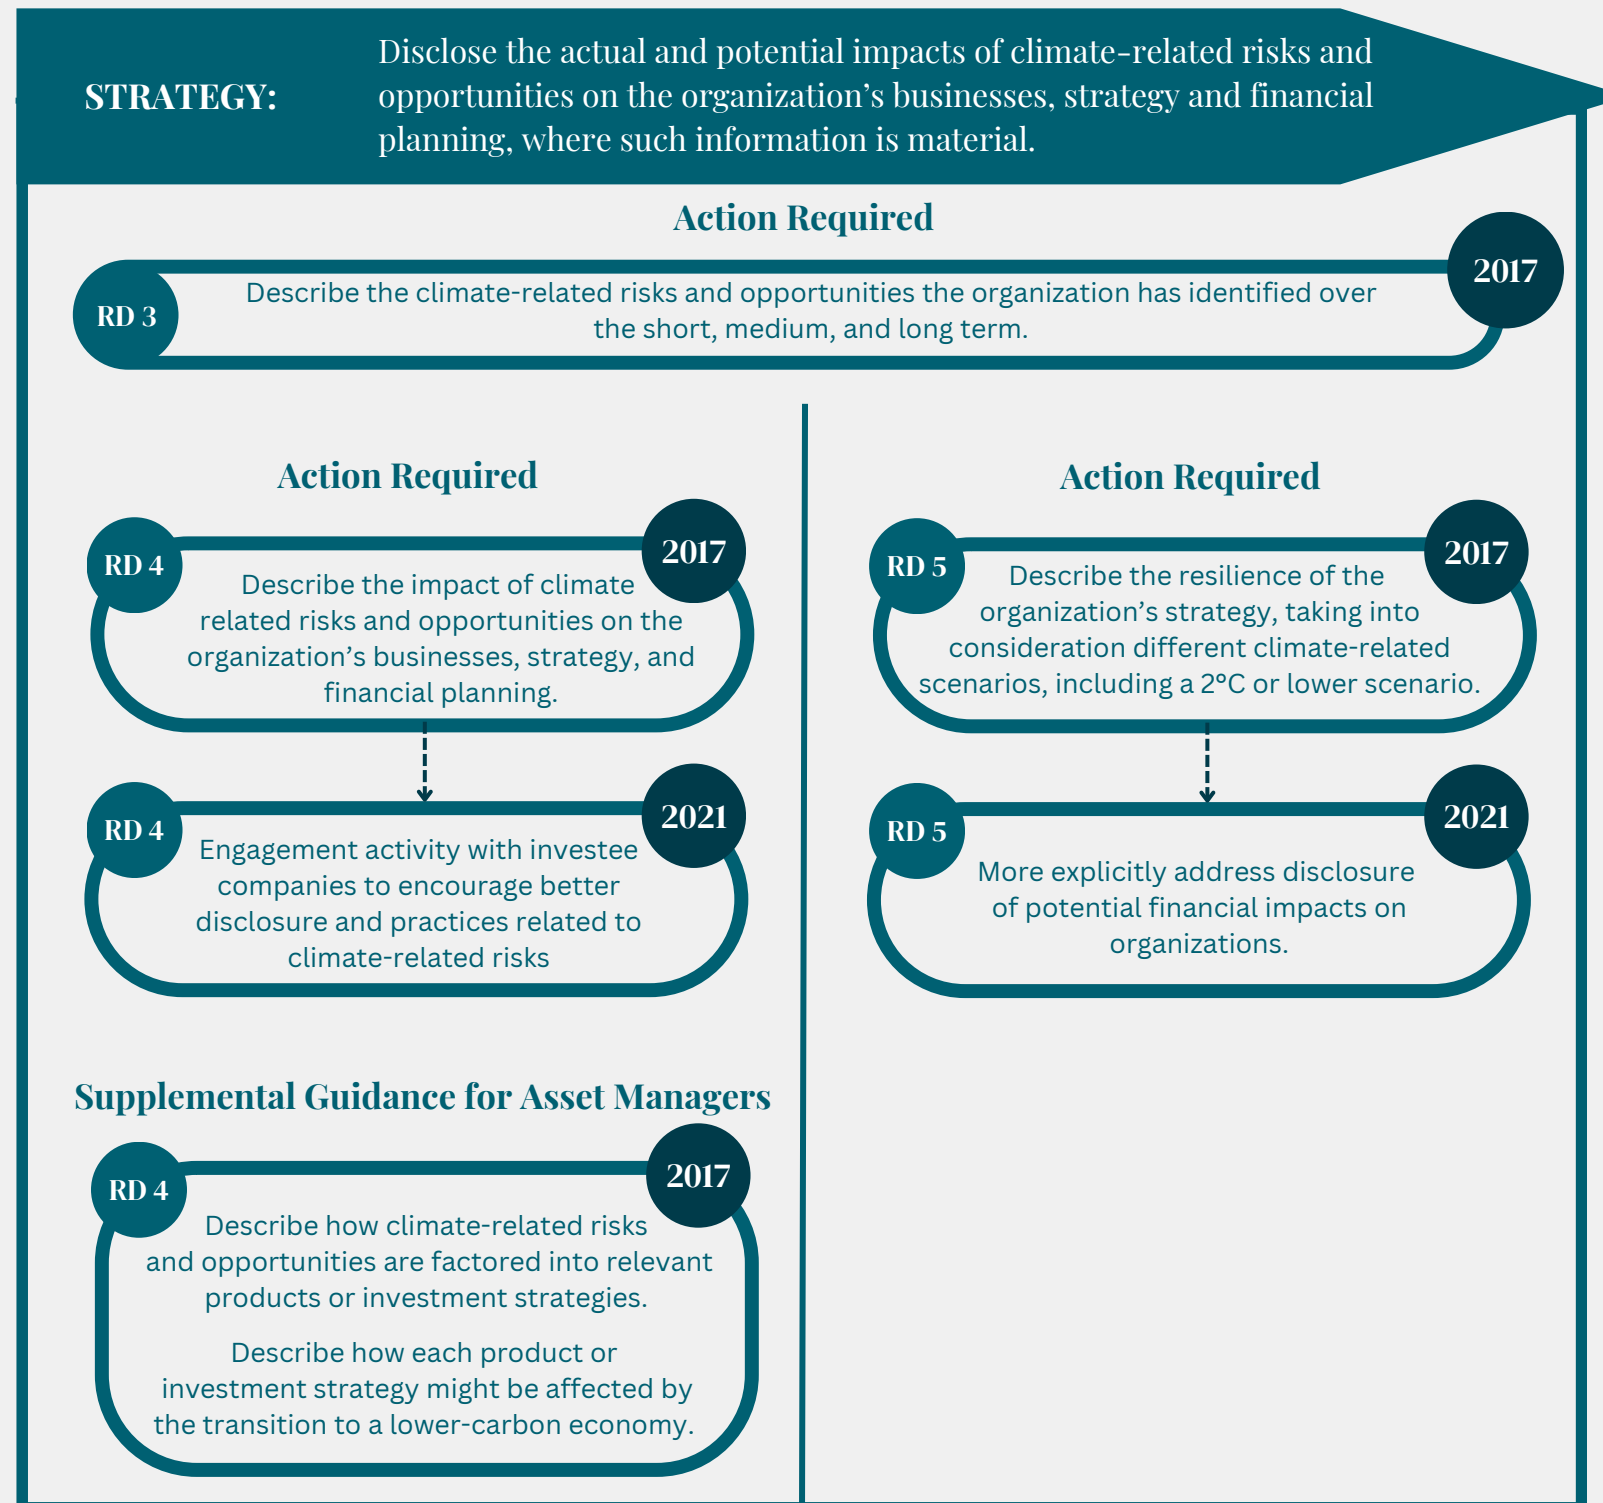 STRATEGY:
Disclose the actual and potential impacts of climate-related risks and
opportunities on the organization’s businesses, strategy and financial
planning, where such information is material.
Action Required
RD 3
2017
Describe the climate-related risks and opportunities the organization has identified over
the short, medium, and long term.
Action Required
RD 4
2017
Describe the impact of climate
related risks and opportunities on the
organization’s businesses, strategy, and
financial planning.
RD 4
2021
Engagement activity with investee
companies to encourage better
disclosure and practices related to
climate-related risks
Supplemental Guidance for Asset Managers
RD 4
2017
Describe how climate-related risks
and opportunities are factored into relevant
products or investment strategies.
Describe how each product or
investment strategy might be affected by
the transition to a lower-carbon economy.
Action Required
RD 5
2017
Describe the resilience of the
organization’s strategy, taking into
consideration different climate-related
scenarios, including a 2°C or lower scenario.
RD 5
2021
More explicitly address disclosure
of potential financial impacts on
organizations.